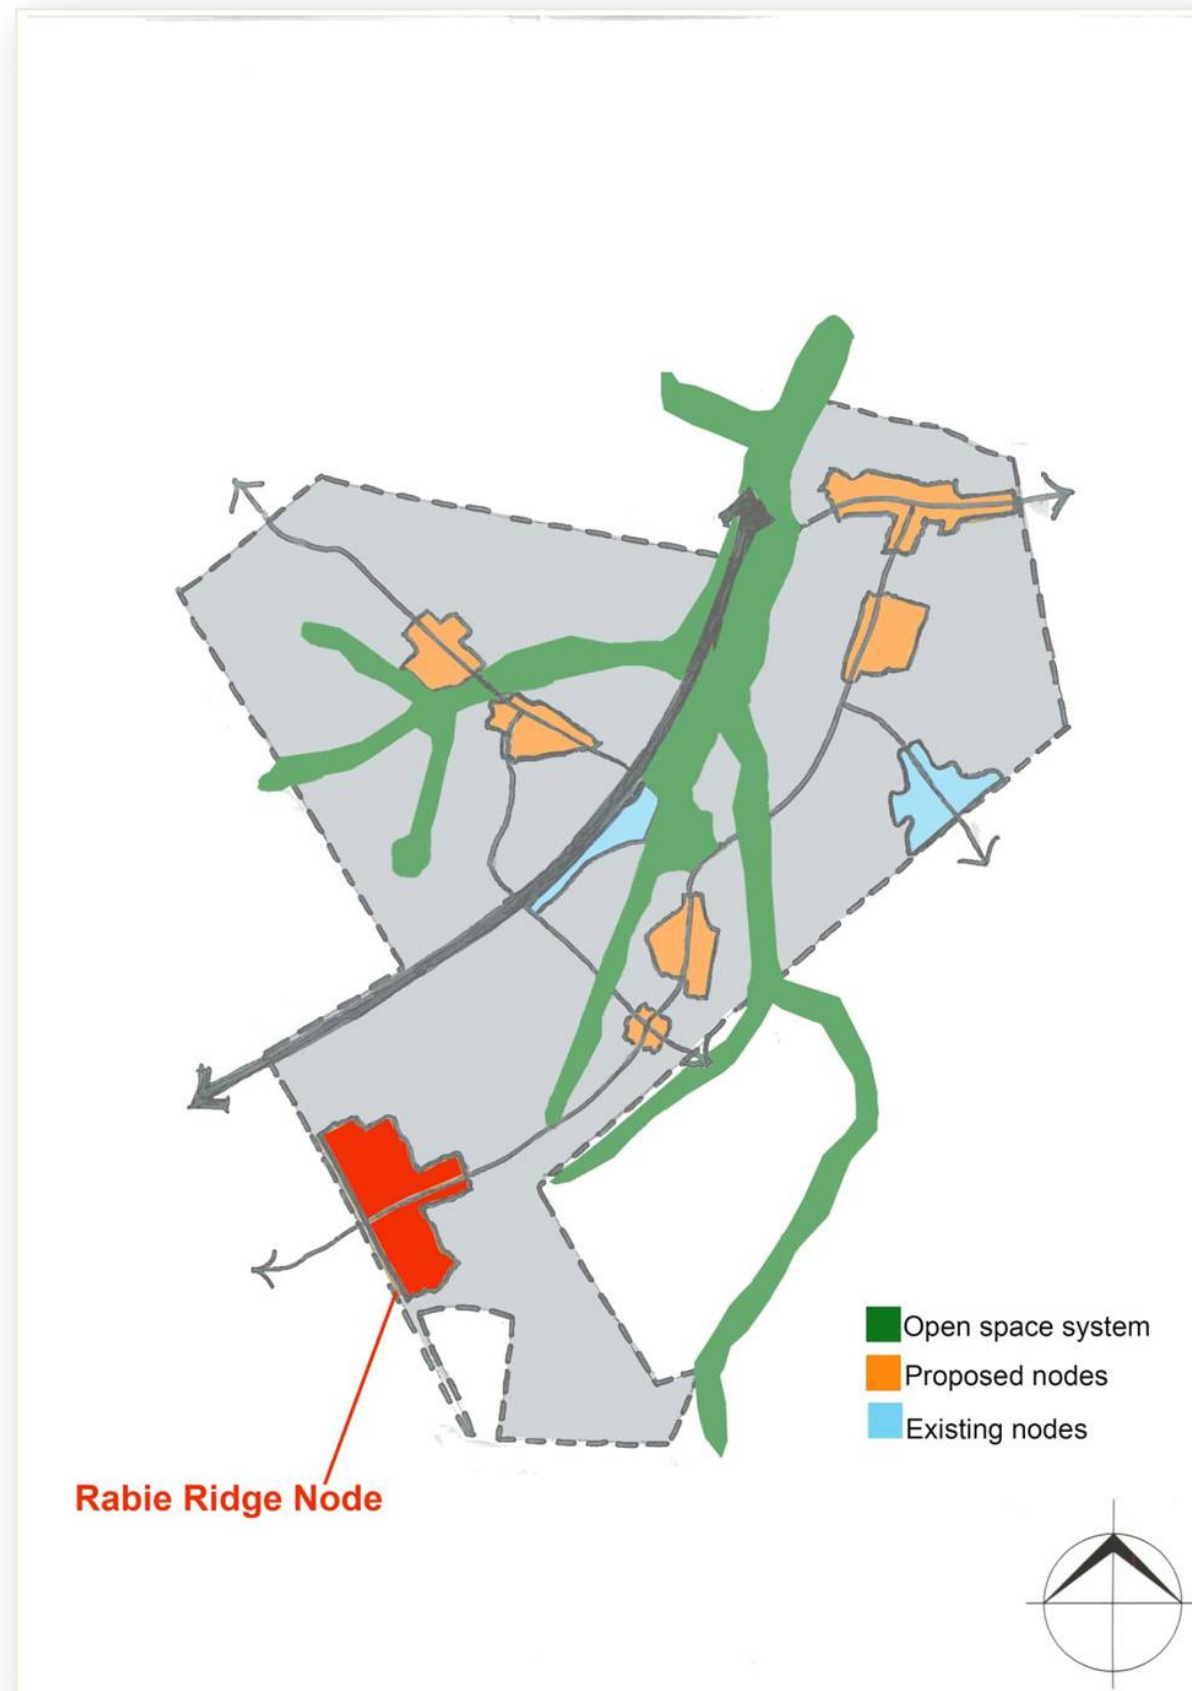 Open space system
Proposed nodes
Existing nodes
Rabie Ridge Node